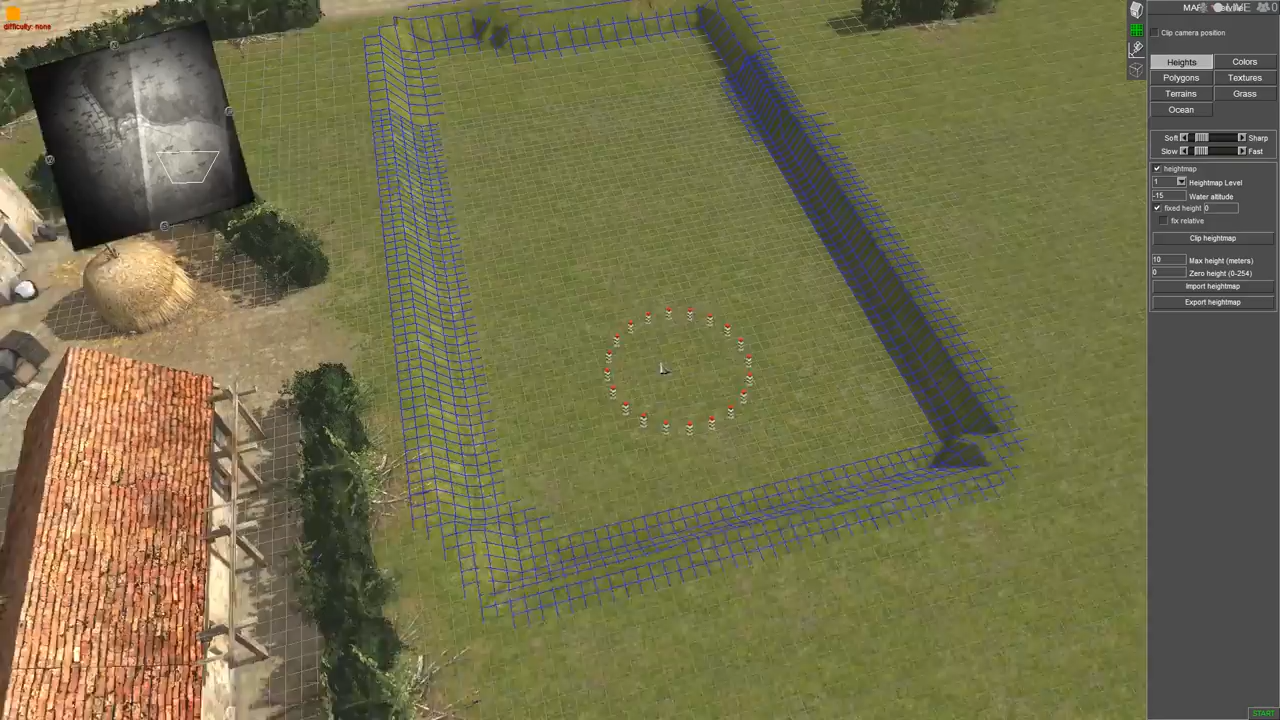 difficulty: none
Clip camera position
Heights
Colors
Polygons
Textures
Terrains
Grass
Ocean
Soft
Sharp
Slow
Fast
heightmap
1
Heightmap Level
-15
Water altitude
fixed height 0
fix relative
Clip heightmap
10
Max height (meters)
0
Zero height (0-254)
Import heightmap
Export heightmap
START